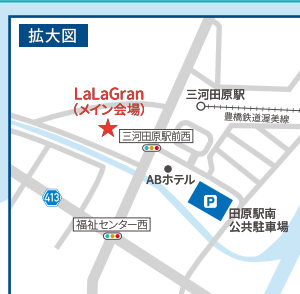 拡大図
LaLaGran
(メイン会場)
三河田原駅
豊橋鉄道渥美線
三河田原駅前西
ABホテル
P
413
田原駅南
公共駐車場
福祉センター西